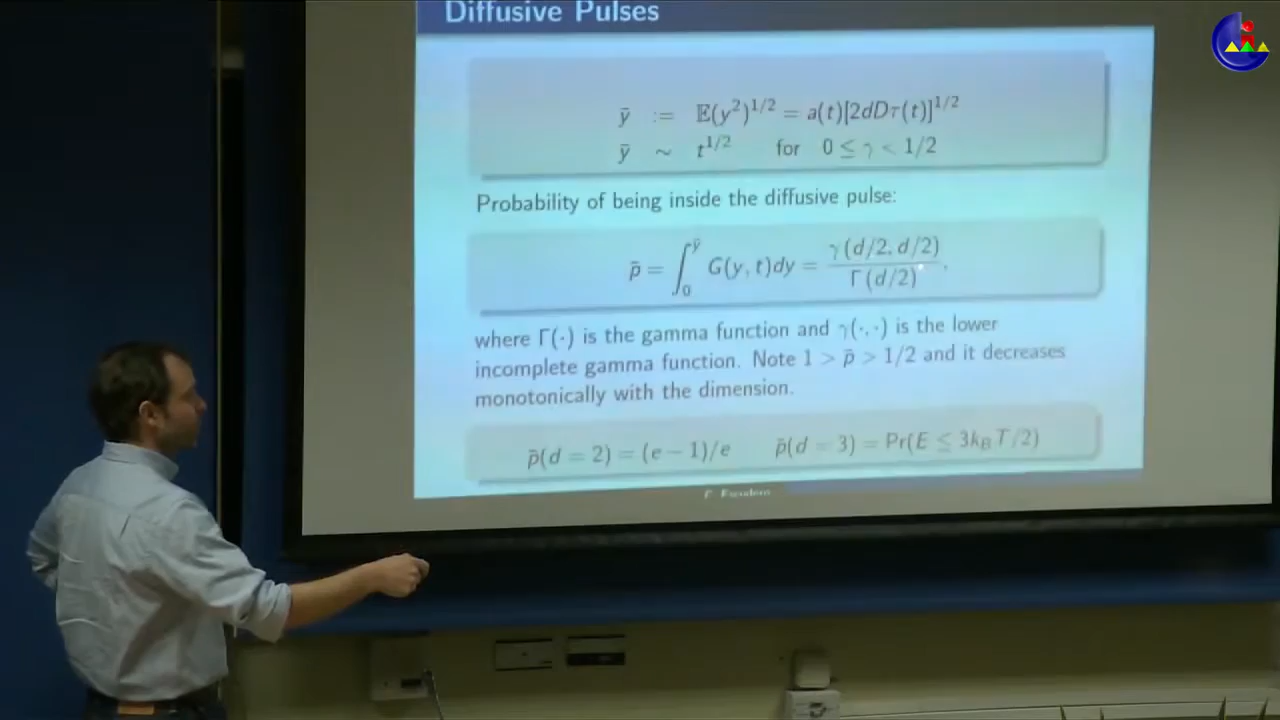 Diffusive Pulses
ȳ := 𝔼(y²)^{1/2} = a(t)[2dDτ(t)]^{1/2}
ȳ ∼ t^{1/2} for 0 ≤ γ < 1/2
Probability of being inside the diffusive pulse:
p̄ = ∫₀^ȳ G(y, t)dy = γ(d/2, d/2) / Γ(d/2) ,
where Γ(·) is the gamma function and γ(·, ·) is the lower
incomplete gamma function. Note 1 > p̄ > 1/2 and it decreases
monotonically with the dimension.
p̄(d = 2) = (e − 1)/e p̄(d = 3) = Pr(E ≤ 3k_B T/2)